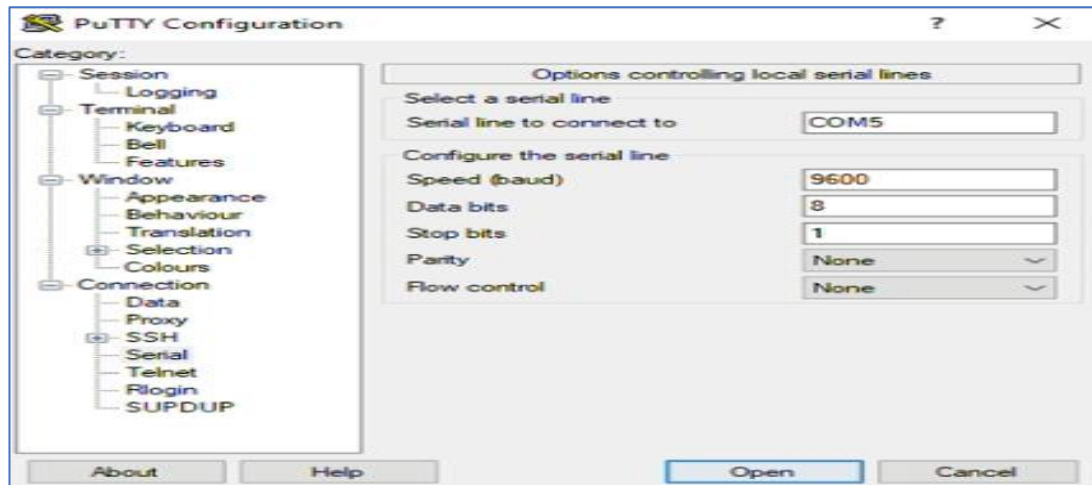 PuTTY Configuration
?
Category:
Session
Logging
Terminal
Keyboard
Bell
Features
Window
Appearance
Behaviour
Translation
Selection
Colours
Connection
Data
Proxy
SSH
Serial
Telnet
Rlogin
SUPDUP
Options controlling local serial lines
Select a serial line
Serial line to connect to COM5
Configure the serial line
Speed (baud) 9600
Data bits 8
Stop bits 1
Parity None
Flow control None
About Help Open Cancel